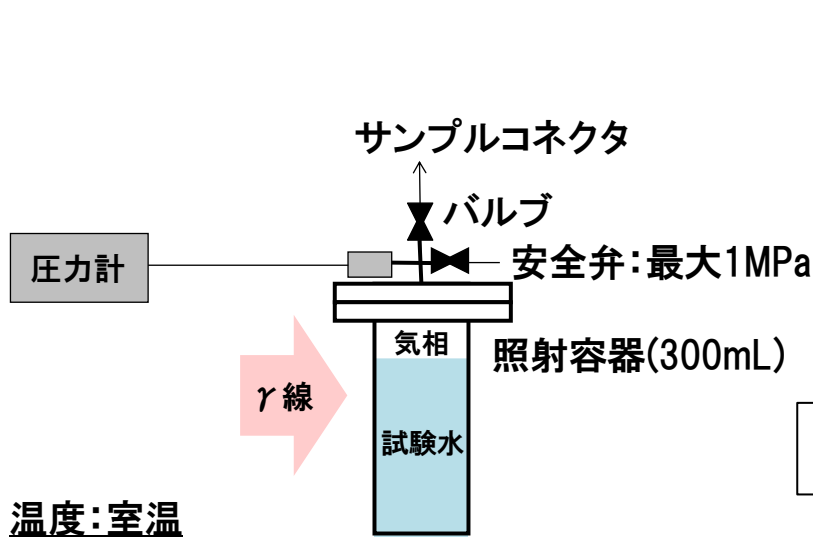 サンプルコネクタ
バルブ
圧力計
安全弁：最大1MPa
気相
照射容器(300mL)
γ線
試験水
温度：室温